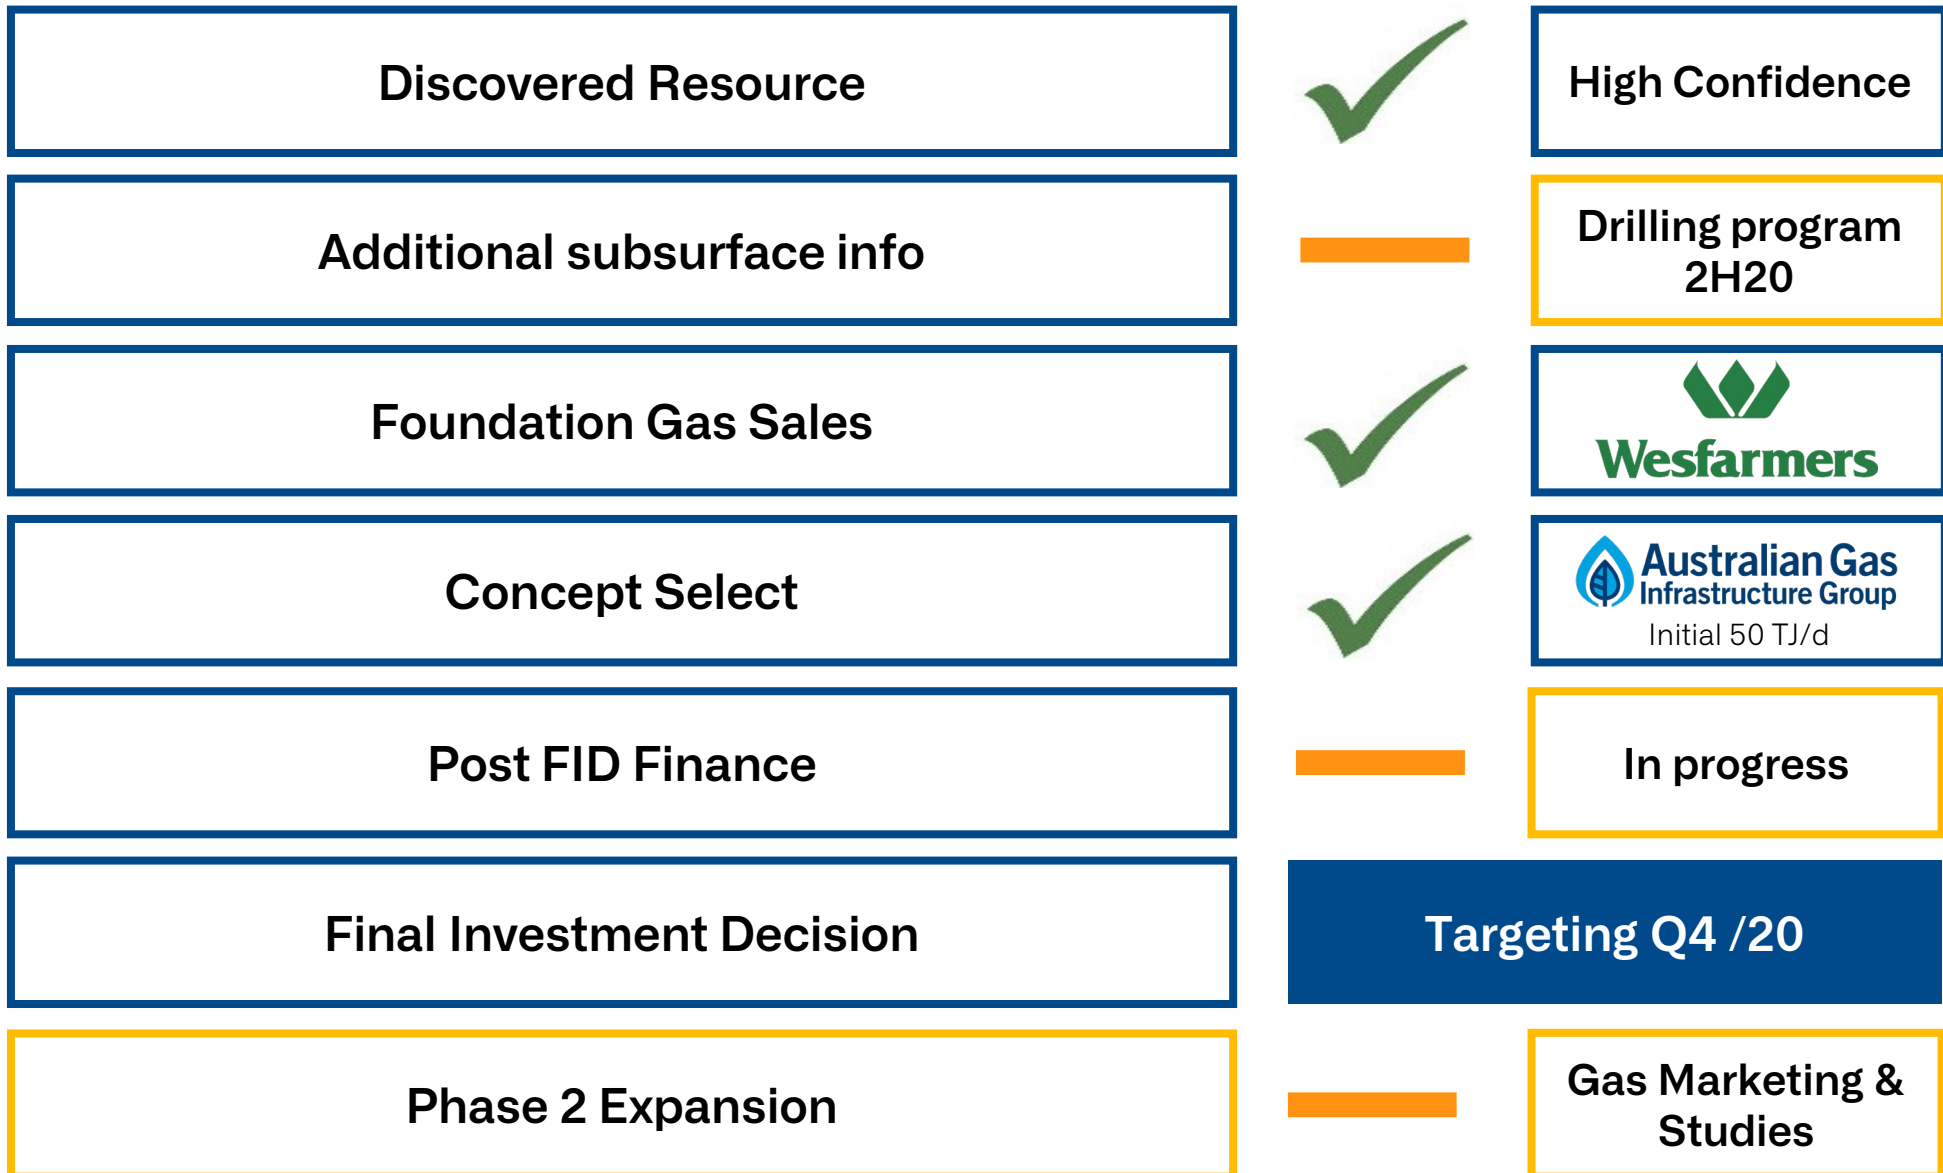 Discovered Resource
High Confidence
Additional subsurface info
Drilling program
2H20
Foundation Gas Sales
Wesfarmers
Concept Select
Australian Gas
Infrastructure Group
Initial 50 TJ/d
Post FID Finance
In progress
Final Investment Decision
Targeting Q4 /20
Phase 2 Expansion
Gas Marketing &
Studies